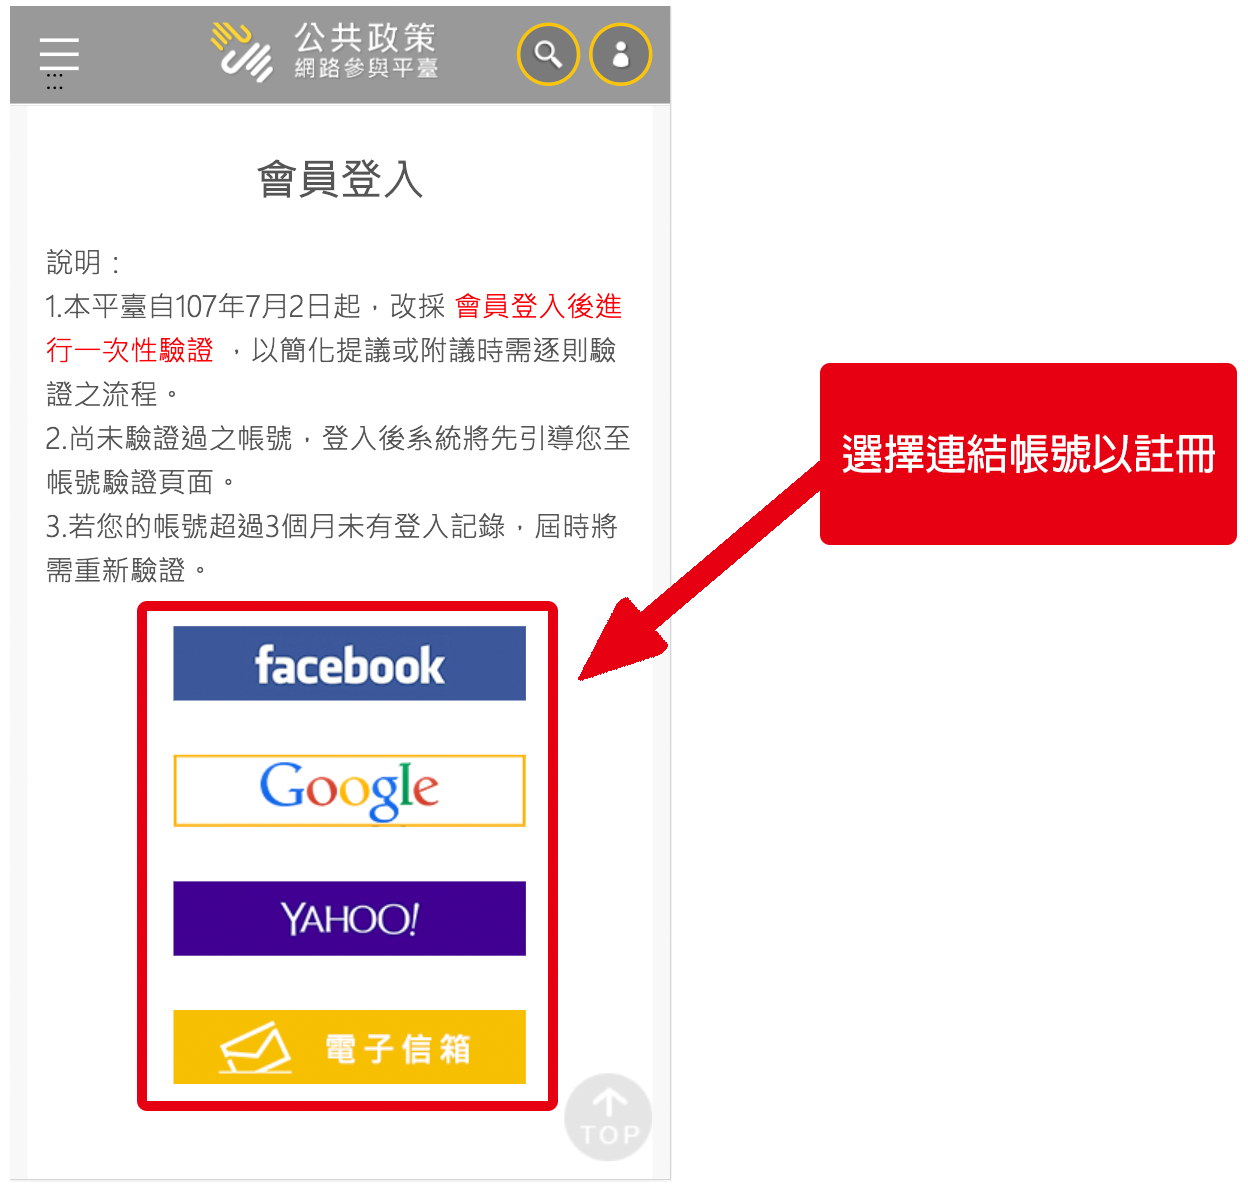 公共政策
網路參與平臺
會員登入
說明：
1.本平臺自107年7月2日起，改採 會員登入後進
行一次性驗證 ，以簡化提議或附議時需逐則驗
證之流程。
2.尚未驗證過之帳號，登入後系統將先引導您至
帳號驗證頁面。
3.若您的帳號超過3個月未有登入記錄，屆時將
需重新驗證。
選擇連結帳號以註冊
facebook
Google
YAHOO!
電子信箱
TOP